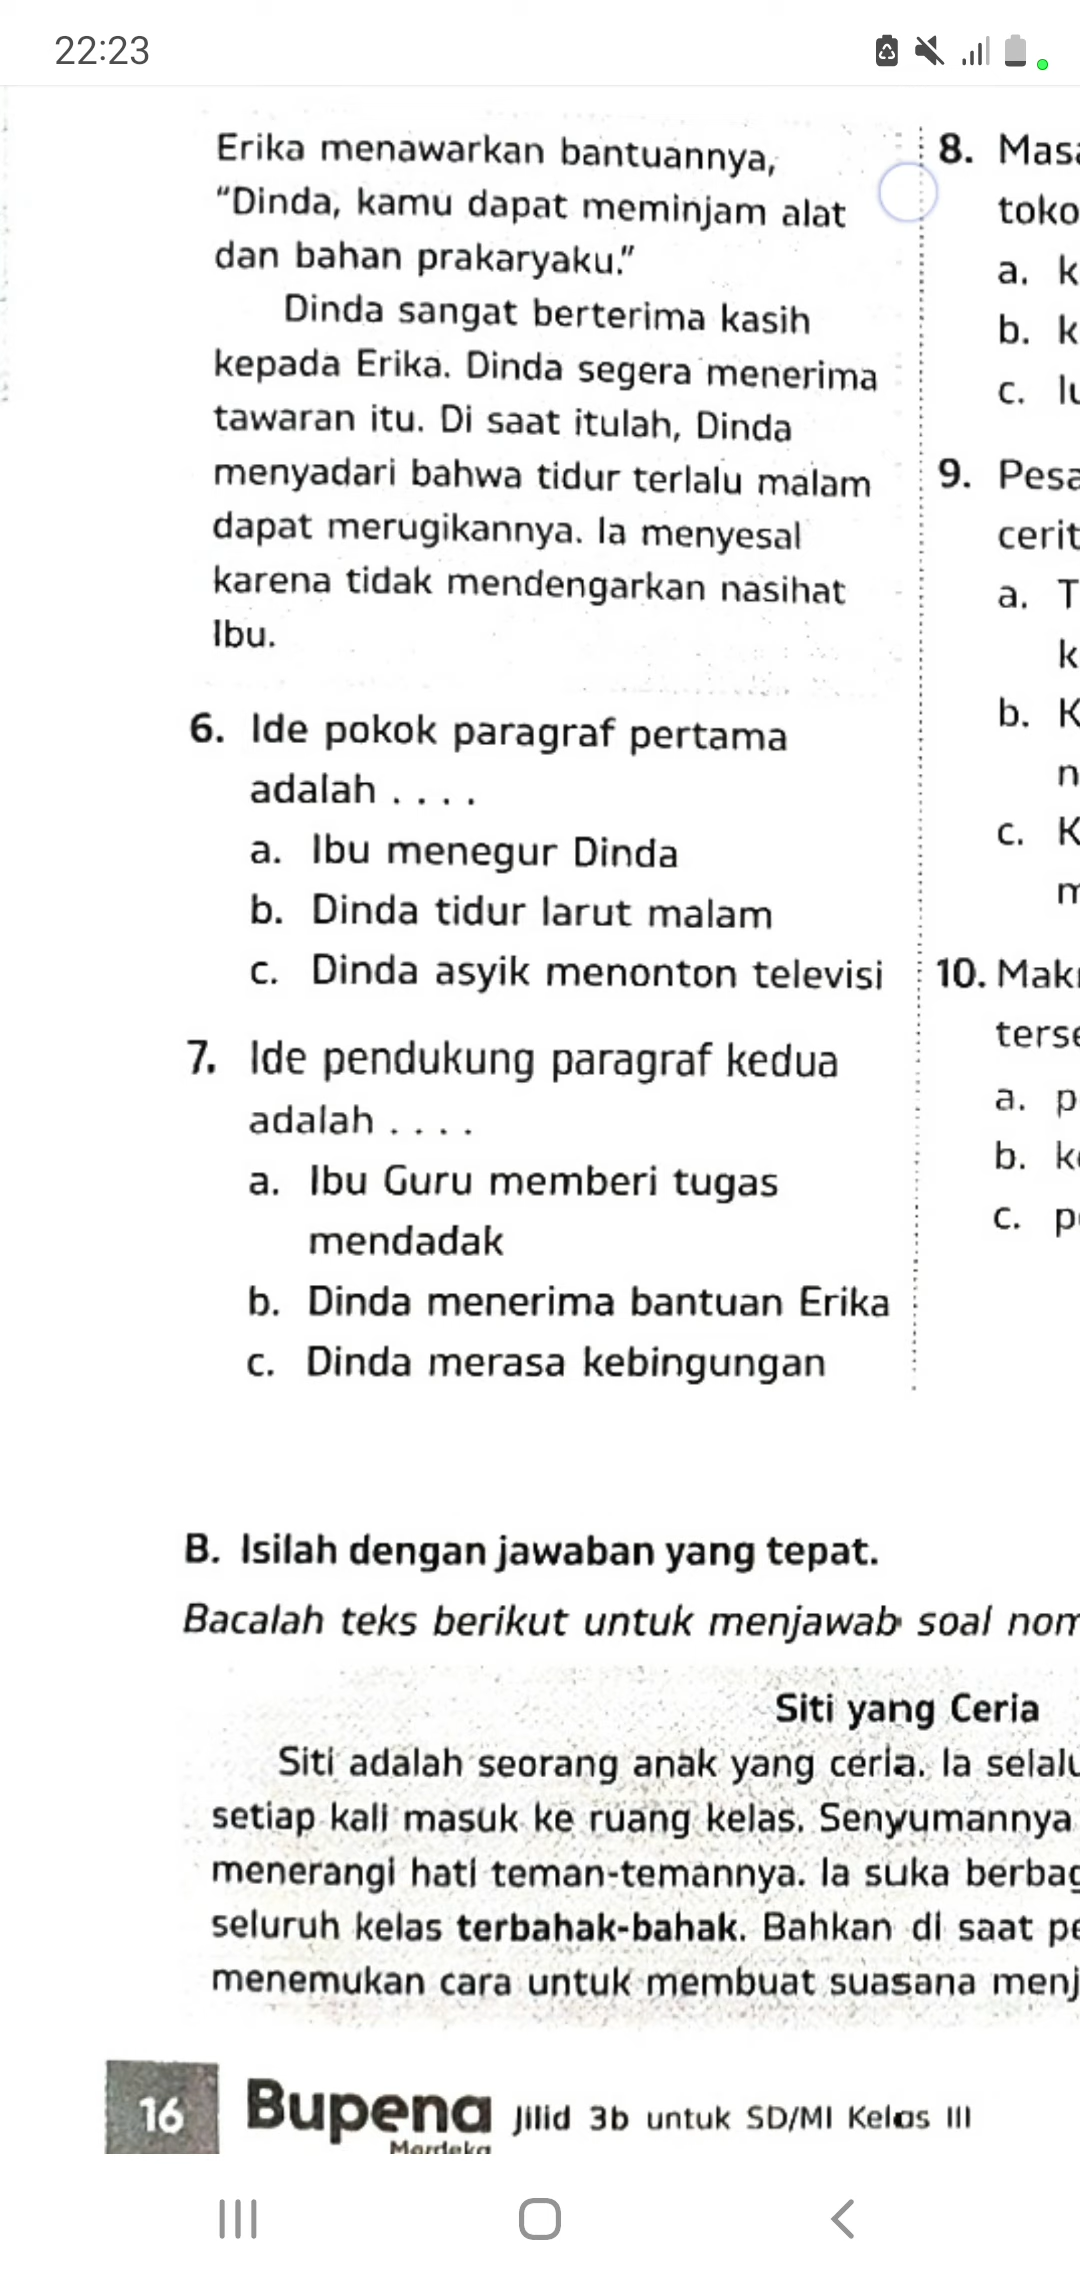 22:23
Erika menawarkan bantuannya,
“Dinda, kamu dapat meminjam alat
dan bahan prakaryaku.”
Dinda sangat berterima kasih
kepada Erika. Dinda segera menerima
tawaran itu. Di saat itulah, Dinda
menyadari bahwa tidur terlalu malam
dapat merugikannya. Ia menyesal
karena tidak mendengarkan nasihat
Ibu.
6. Ide pokok paragraf pertama
adalah . . . .
a. Ibu menegur Dinda
b. Dinda tidur larut malam
c. Dinda asyik menonton televisi
7. Ide pendukung paragraf kedua
adalah . . . .
a. Ibu Guru memberi tugas
mendadak
b. Dinda menerima bantuan Erika
c. Dinda merasa kebingungan
8.
toko
a.
b.
c.
9.
a.
b.
c.
10.
a.
b.
c.
B. Isilah dengan jawaban yang tepat.
Bacalah teks berikut untuk menjawab soal
Siti yang Ceria
Siti adalah seorang anak yang ceria. Ia
setiap kali masuk ke ruang kelas. Senyumannya
menerangi hati teman-temannya. Ia suka
seluruh kelas terbahak-bahak. Bahkan di saat
menemukan cara untuk membuat suasana
16 Bupena Jilid 3b untuk SD/MI Kelas III
Merdeka